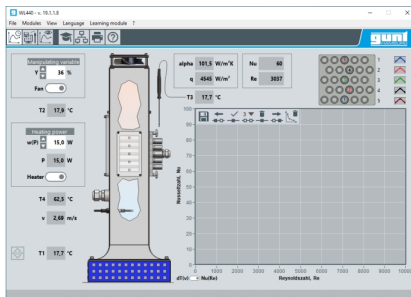 WL440 - v. 19.1.1.8
File Modules View Language Learning module ?
gunt
Manipulating variable
Y 36 %
Fan
T2 17,9 °C
Heating power
w(P) 15,0 W
P 15,0 W
Heater
T4 62,5 °C
v 2,69 m/s
T1 17,7 °C
alpha 101,5 W/m²K
q 4545 W/m²
T3 17,7 °C
Nu 60
Re 3037
1
2
3
4
5
3
Nusseltzahl, Nu
100
90
80
70
60
50
40
30
20
10
0
0 1000 2000 3000 4000 5000 6000 7000 8000 9000 10000
dT(v) Nu(Re) Reynoldszahl, Re